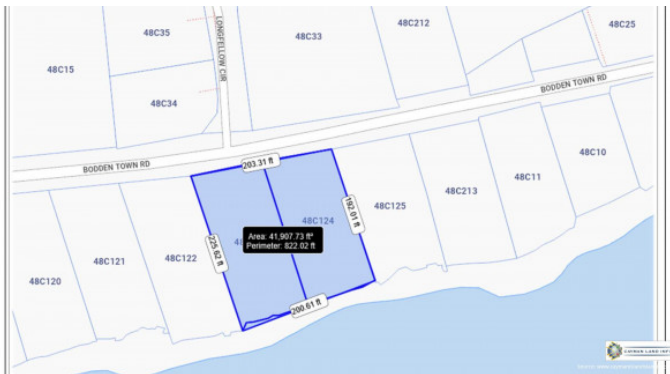 48C35
48C212
48C25
48C33
LONGFELLOW CIR
48C15
48C34
BODDEN TOWN RD
203.31 ft
BODDEN TOWN RD
48C10
48C11
48C213
48C125
48C124
192.01 ft
Area: 41,907.73 ft²
Perimeter: 822.02 ft
225.62 ft
48C122
48C121
48C120
200.61 ft
CAYMAN LAND INFO